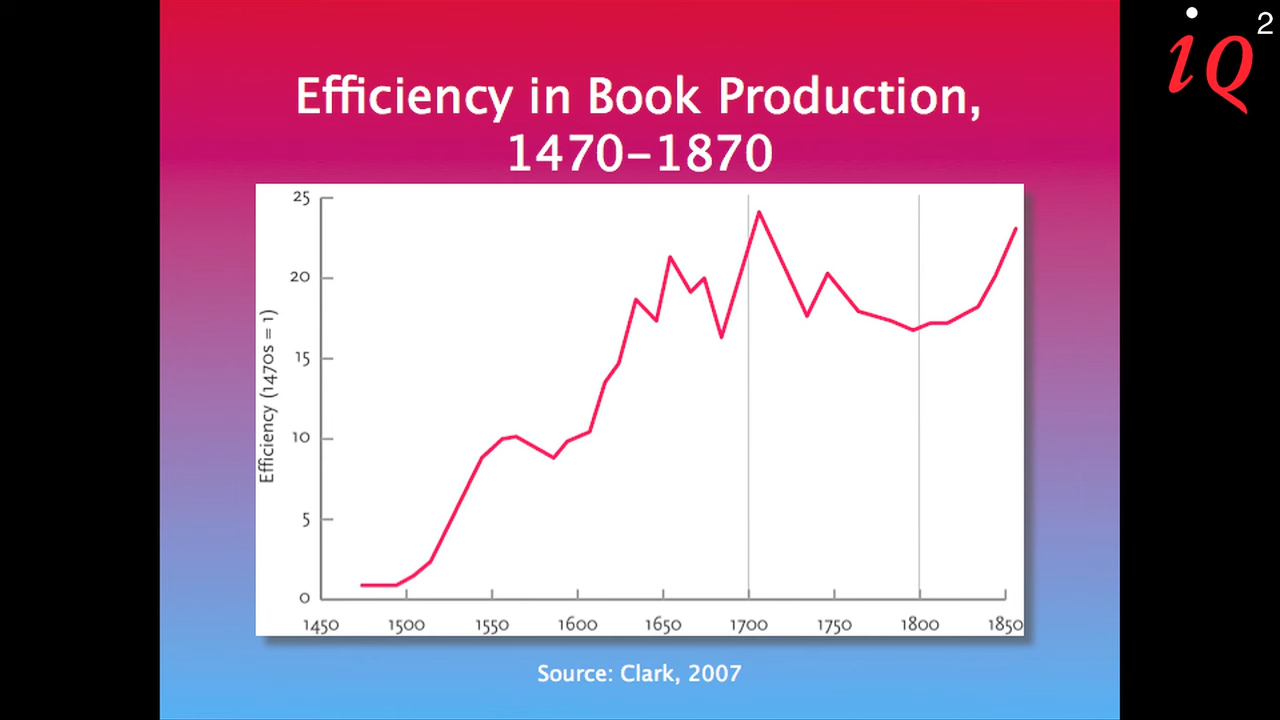 iQ2
Efficiency in Book Production,
1470-1870
25
20
15
10
5
0
Efficiency (1470s = 1)
1450 1500 1550 1600 1650 1700 1750 1800 1850
Source: Clark, 2007